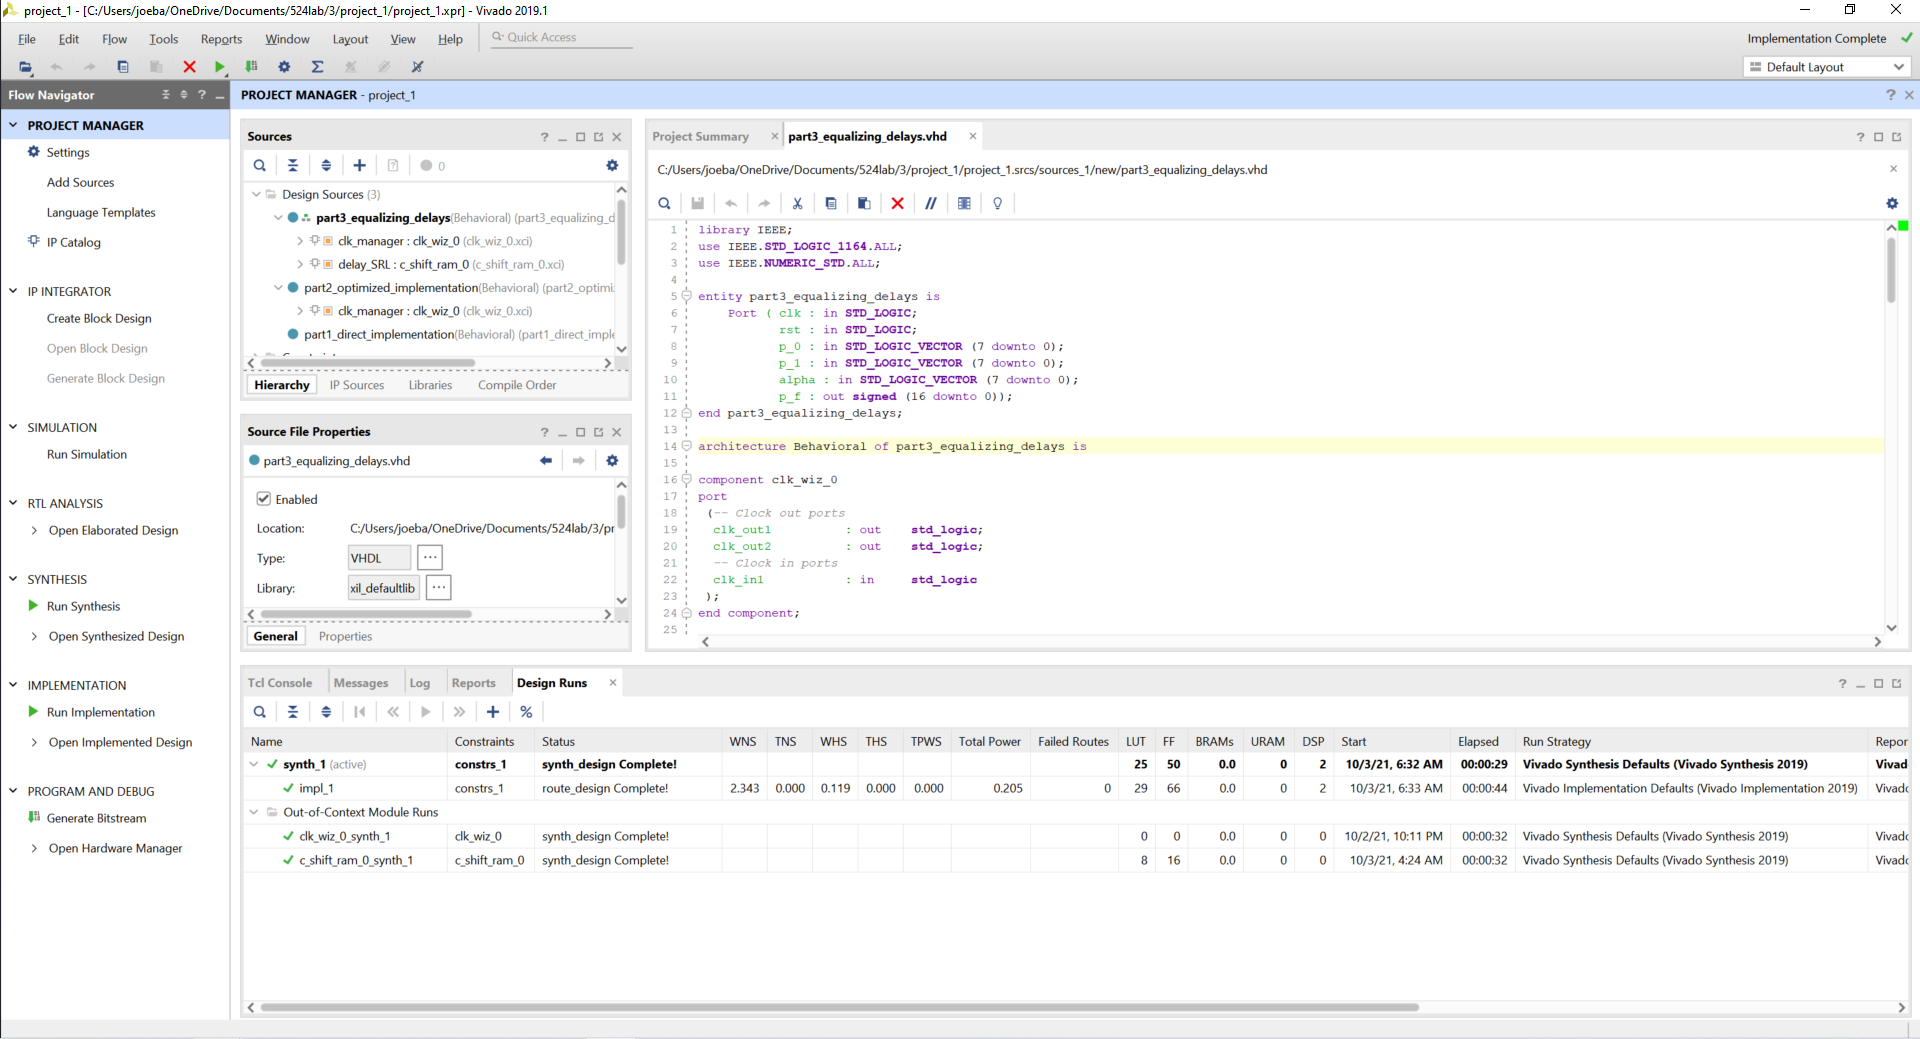 project_1 - [C:/Users/joeba/OneDrive/Documents/524lab/3/project_1/project_1.xpr] - Vivado 2019.1
File Edit Flow Tools Reports Window Layout View Help Quick Access
Implementation Complete
Default Layout
Flow Navigator
PROJECT MANAGER
Settings
Add Sources
Language Templates
IP Catalog
IP INTEGRATOR
Create Block Design
Open Block Design
Generate Block Design
SIMULATION
Run Simulation
RTL ANALYSIS
Open Elaborated Design
SYNTHESIS
Run Synthesis
Open Synthesized Design
IMPLEMENTATION
Run Implementation
Open Implemented Design
PROGRAM AND DEBUG
Generate Bitstream
Open Hardware Manager
PROJECT MANAGER - project_1
Sources
0
Design Sources (3)
part3_equalizing_delays(Behavioral) (part3_equalizing_d
clk_manager : clk_wiz_0 (clk_wiz_0.xci)
delay_SRL : c_shift_ram_0 (c_shift_ram_0.xci)
part2_optimized_implementation(Behavioral) (part2_optimi
clk_manager : clk_wiz_0 (clk_wiz_0.xci)
part1_direct_implementation(Behavioral) (part1_direct_imple
Hierarchy IP Sources Libraries Compile Order
Source File Properties
part3_equalizing_delays.vhd
Enabled
Location: C:/Users/joeba/OneDrive/Documents/524lab/3/pr
Type: VHDL ...
Library: xil_defaultlib ...
General Properties
Project Summary part3_equalizing_delays.vhd
C:/Users/joeba/OneDrive/Documents/524lab/3/project_1/project_1.srcs/sources_1/new/part3_equalizing_delays.vhd
1 library IEEE;
2 use IEEE.STD_LOGIC_1164.ALL;
3 use IEEE.NUMERIC_STD.ALL;
4
5 entity part3_equalizing_delays is
6 Port ( clk : in STD_LOGIC;
7 rst : in STD_LOGIC;
8 p_0 : in STD_LOGIC_VECTOR (7 downto 0);
9 p_1 : in STD_LOGIC_VECTOR (7 downto 0);
10 alpha : in STD_LOGIC_VECTOR (7 downto 0);
11 p_f : out signed (16 downto 0));
12 end part3_equalizing_delays;
13
14 architecture Behavioral of part3_equalizing_delays is
15
16 component clk_wiz_0
17 port
18 (-- Clock out ports
19 clk_out1 : out std_logic;
20 clk_out2 : out std_logic;
21 -- Clock in ports
22 clk_in1 : in std_logic
23 );
24 end component;
25
Tcl Console Messages Log Reports Design Runs
Name Constraints Status WNS TNS WHS THS TPWS Total Power Failed Routes LUT FF BRAMs URAM DSP Start Elapsed Run Strategy Repor
synth_1 (active) constrs_1 synth_design Complete! 25 50 0.0 0 2 10/3/21, 6:32 AM 00:00:29 Vivado Synthesis Defaults (Vivado Synthesis 2019) Vivad
impl_1 constrs_1 route_design Complete! 2.343 0.000 0.119 0.000 0.000 0.205 0 29 66 0.0 0 2 10/3/21, 6:33 AM 00:00:44 Vivado Implementation Defaults (Vivado Implementation 2019) Vivado
Out-of-Context Module Runs
clk_wiz_0_synth_1 clk_wiz_0 synth_design Complete! 0 0 0.0 0 0 10/2/21, 10:11 PM 00:00:32 Vivado Synthesis Defaults (Vivado Synthesis 2019) Vivado
c_shift_ram_0_synth_1 c_shift_ram_0 synth_design Complete! 8 16 0.0 0 0 10/3/21, 4:24 AM 00:00:32 Vivado Synthesis Defaults (Vivado Synthesis 2019) Vivado